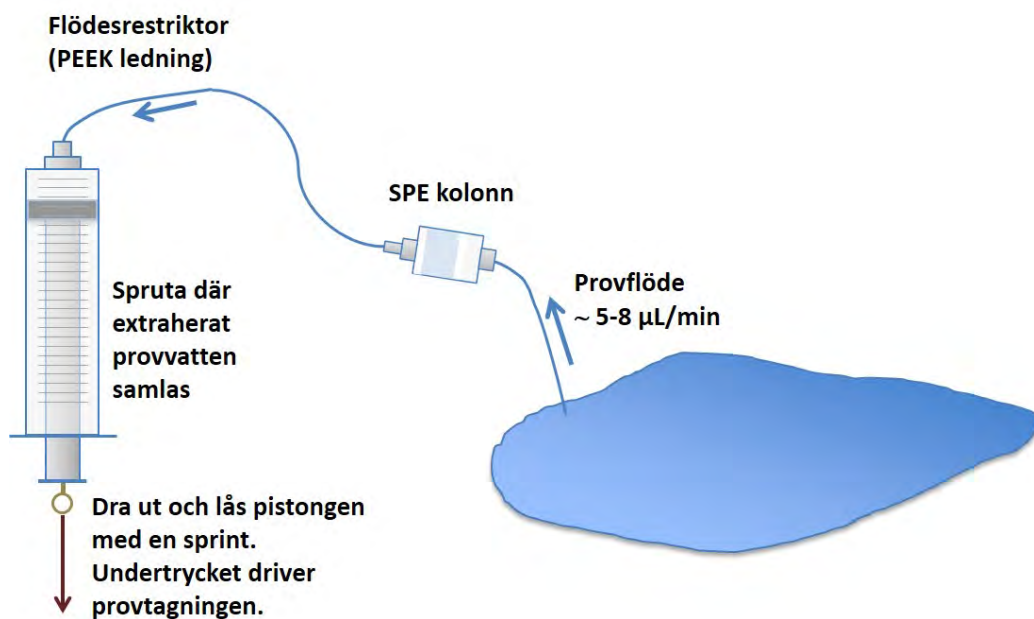 Flödesrestriktor
(PEEK ledning)
SPE kolonn
Provflöde
~ 5-8 µL/min
Spruta där
extraherat
provvatten
samlas
Dra ut och lås pistongen
med en sprint.
Undertrycket driver
provtagningen.